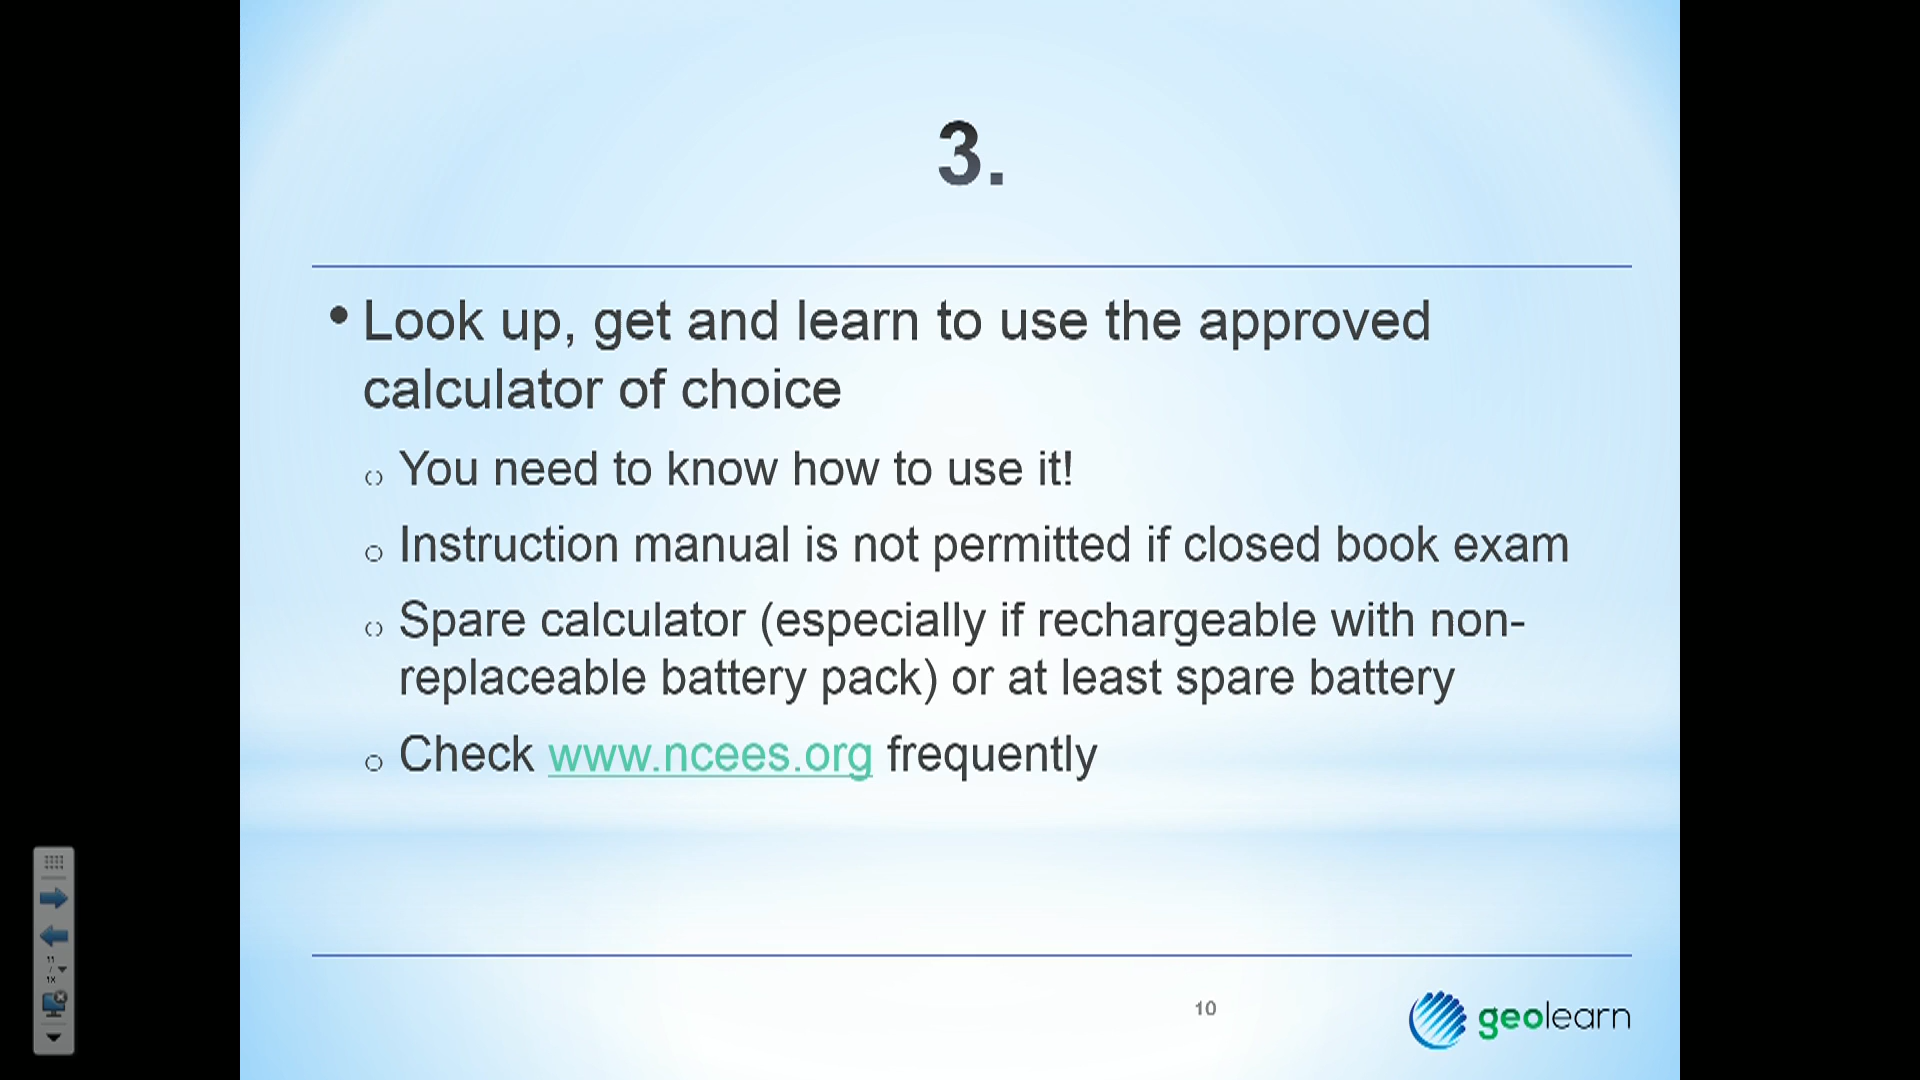 3.
• Look up, get and learn to use the approved
calculator of choice
o You need to know how to use it!
o Instruction manual is not permitted if closed book exam
o Spare calculator (especially if rechargeable with non-
replaceable battery pack) or at least spare battery
o Check www.ncees.org frequently
10
geolearn
11
/